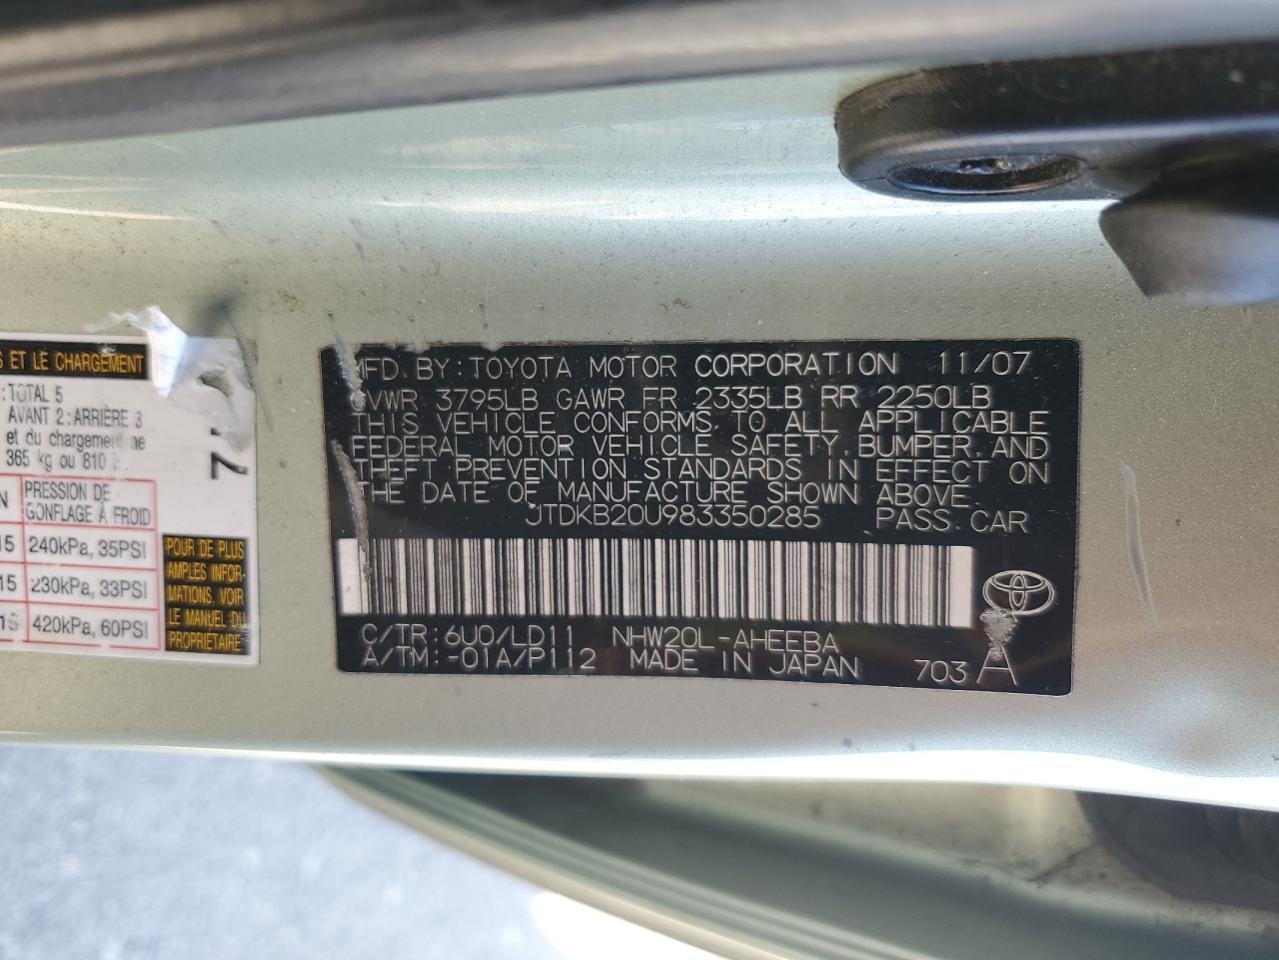 S ET LE CHARGEMENT
: TOTAL 5
AVANT 2 : ARRIÈRE 3
et du chargement ne
365 kg ou 810
N PRESSION DE
GONFLAGE À FROID
15 240kPa, 35PSI
15 230kPa, 33PSI
15 420kPa, 60PSI
7
POUR DE PLUS
AMPLES INFOR-
MATIONS, VOIR
LE MANUEL DU
PROPRIÉTAIRE
MFD. BY : TOYOTA MOTOR CORPORATION 11/07
GVWR 3795LB GAWR FR 2335LB RR 2250LB
THIS VEHICLE CONFORMS TO ALL APPLICABLE
FEDERAL MOTOR VEHICLE SAFETY, BUMPER, AND
THEFT PREVENTION STANDARDS IN EFFECT ON
THE DATE OF MANUFACTURE SHOWN ABOVE
JTDKB20U983350285 PASS.CAR
C/TR : 6U0/LD11 NHW20L-AHEEBA
A/TM : -01A/P112 MADE IN JAPAN 703 A